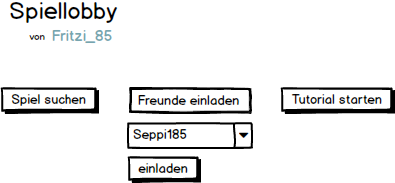 Spiellobby
von Fritzi_85
Spiel suchen
Freunde einladen
Tutorial starten
Seppi185
einladen